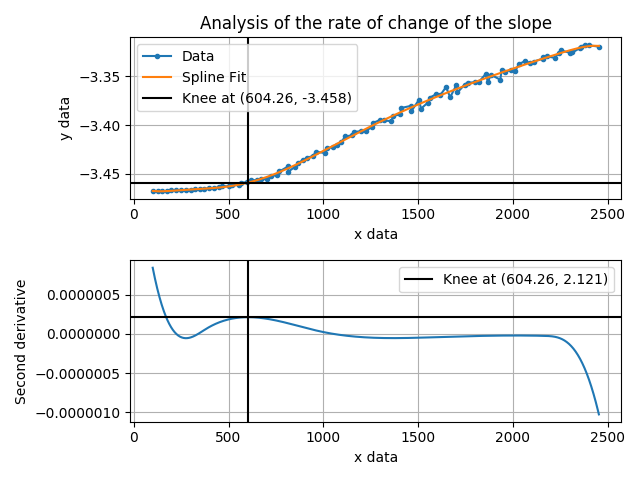 Analysis of the rate of change of the slope
Data
Spline Fit
Knee at (604.26, -3.458)
y data
−3.35
−3.40
−3.45
0 500 1000 1500 2000 2500
x data
Knee at (604.26, 2.121)
Second derivative
0.0000005
0.0000000
−0.0000005
−0.0000010
0 500 1000 1500 2000 2500
x data